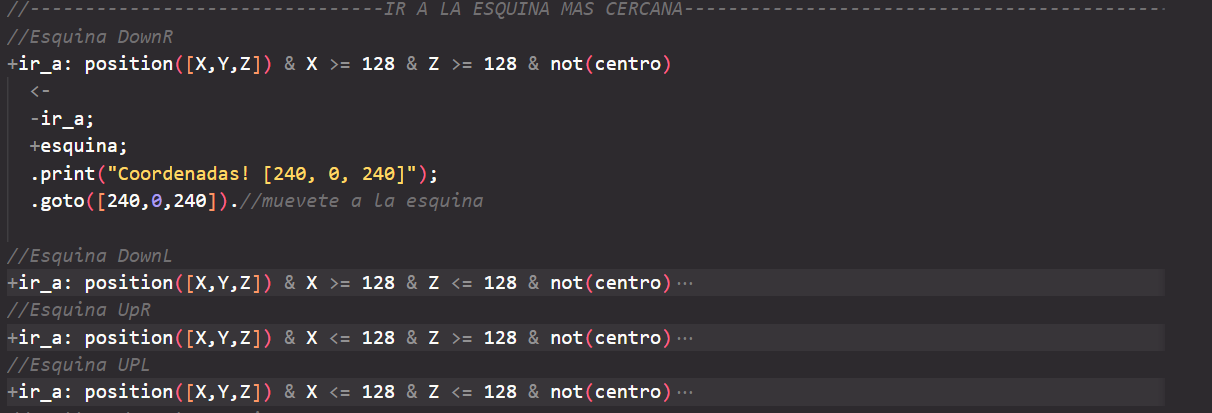 //--------------------------------IR A LA ESQUINA MAS CERCANA-------------------------------------------
//Esquina DownR
+ir_a: position([X,Y,Z]) & X >= 128 & Z >= 128 & not(centro)
<-
-ir_a;
+esquina;
.print("Coordenadas! [240, 0, 240]");
.goto([240,0,240]).//muevete a la esquina
//Esquina DownL
+ir_a: position([X,Y,Z]) & X >= 128 & Z <= 128 & not(centro)···
//Esquina UpR
+ir_a: position([X,Y,Z]) & X <= 128 & Z >= 128 & not(centro)···
//Esquina UPL
+ir_a: position([X,Y,Z]) & X <= 128 & Z <= 128 & not(centro)···